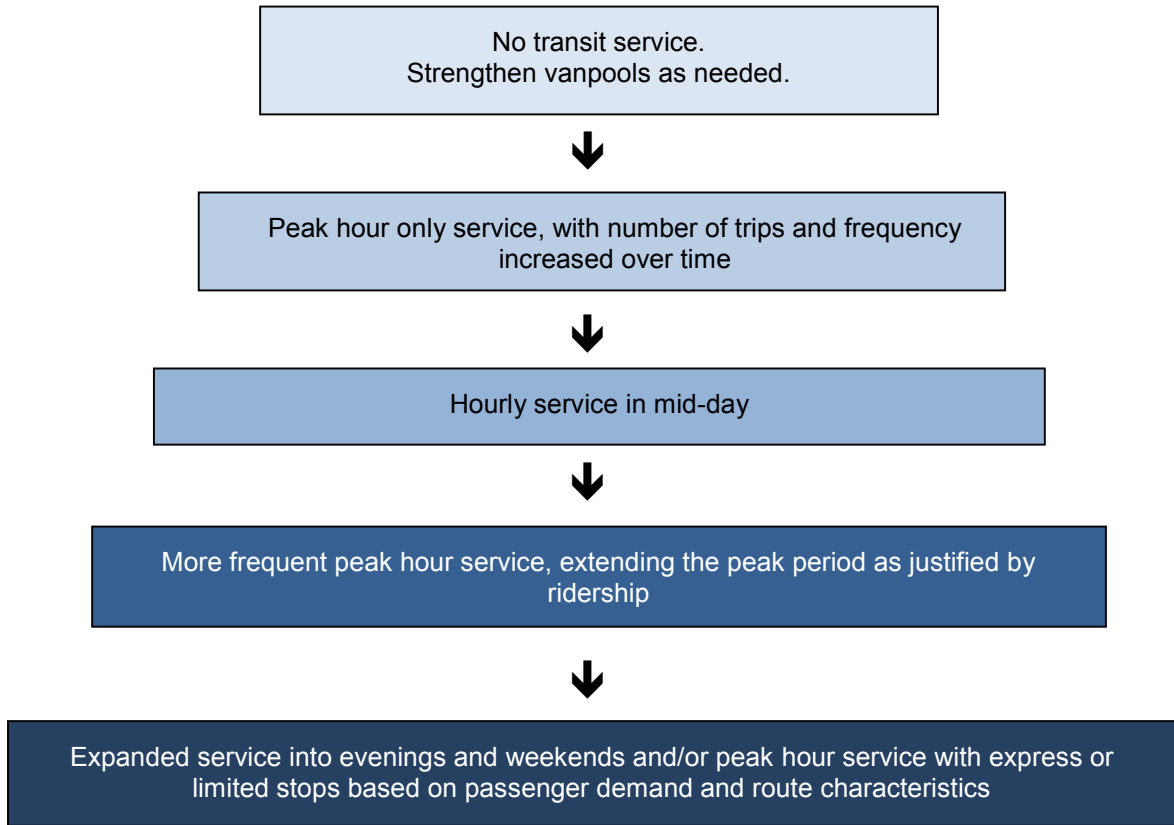 No transit service.
Strengthen vanpools as needed.
Peak hour only service, with number of trips and frequency
increased over time
Hourly service in mid-day
More frequent peak hour service, extending the peak period as justified by
ridership
Expanded service into evenings and weekends and/or peak hour service with express or
limited stops based on passenger demand and route characteristics